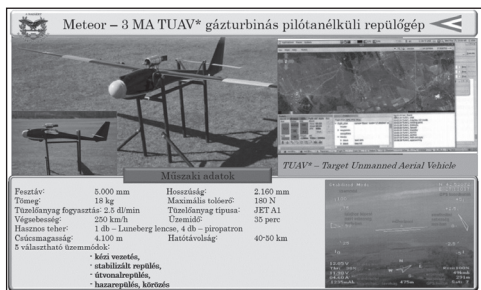 Meteor – 3 MA TUAV* gázturbinás pilótanélküli repülőgép
TUAV* – Target Unmanned Aerial Vehicle
Műszaki adatok
Fesztáv: 5.000 mm Hosszúság: 2.160 mm
Tömeg: 18 kg Maximális tolóerő: 180 N
Tüzelőanyag fogyasztás: 2.5 dl/min Tüzelőanyag típusa: JET A1
Végsebesség: 250 km/h Üzemidő: 35 perc
Hasznos teher: 1 db – Luneberg lencse, 4 db – piropatron
Csúcsmagasság: 4.100 m Hatótávolság: 40-50 km
5 választható üzemmódok:
- kézi vezetés,
- stabilizált repülés,
- útvonalrepülés,
- hazarepülés, körözés